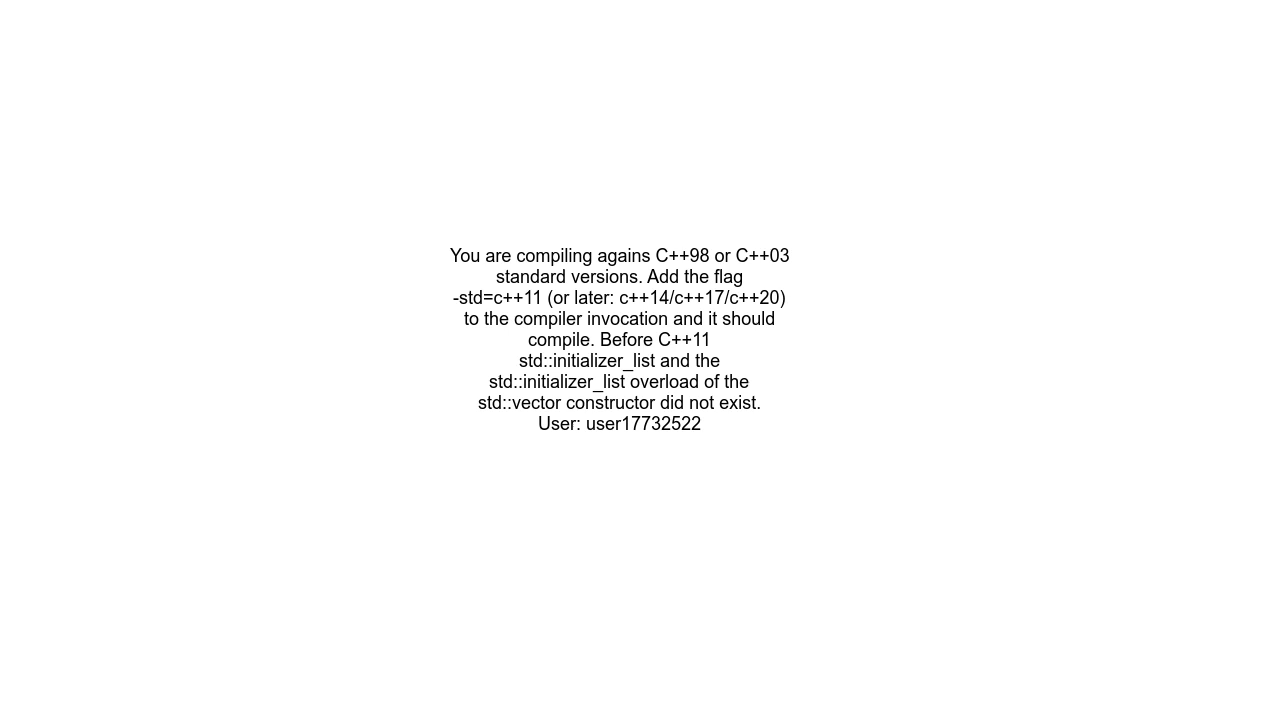 You are compiling agains C++98 or C++03
standard versions. Add the flag
-std=c++11 (or later: c++14/c++17/c++20)
to the compiler invocation and it should
compile. Before C++11
std::initializer_list and the
std::initializer_list overload of the
std::vector constructor did not exist.
User: user17732522